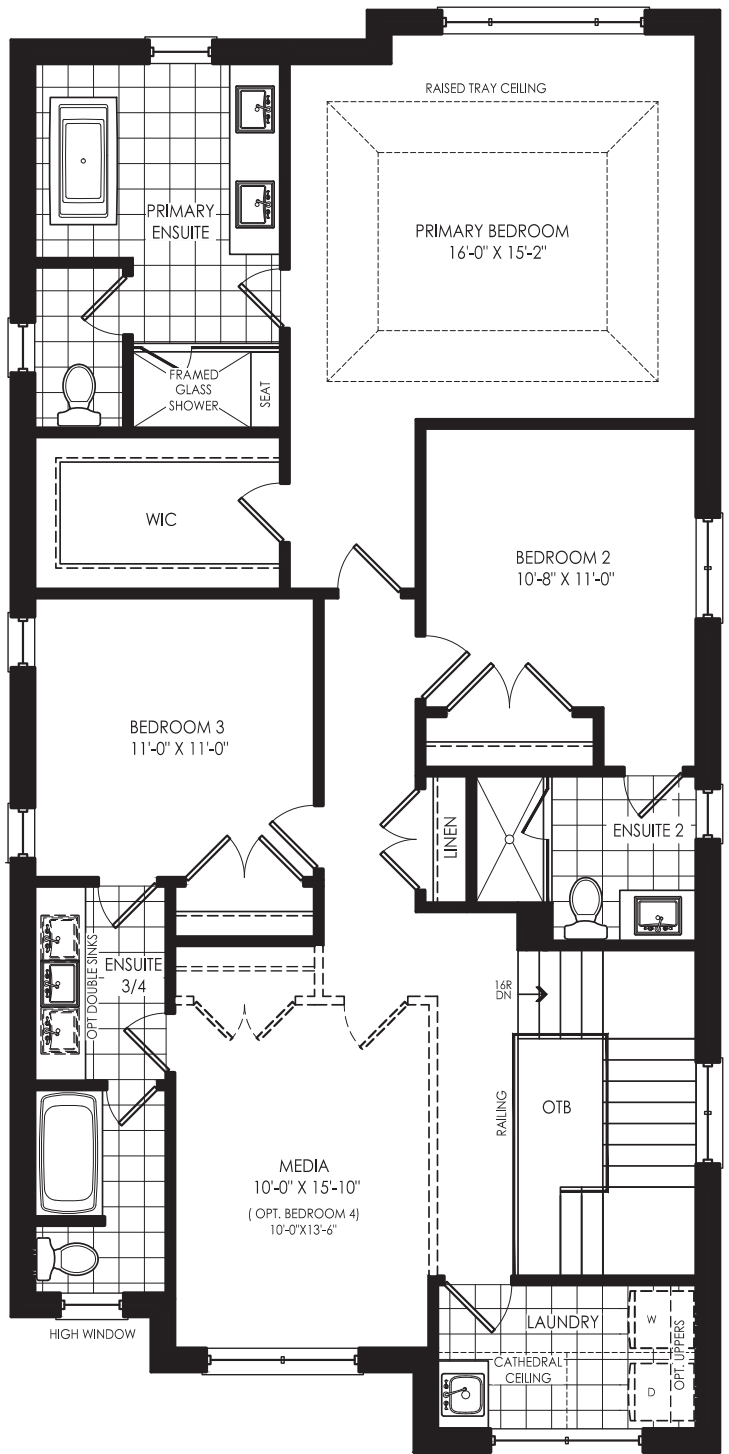 RAISED TRAY CEILING
PRIMARY
ENSUITE
PRIMARY BEDROOM
16'-0" X 15'-2"
FRAMED
GLASS
SHOWER
SEAT
WIC
BEDROOM 2
10'-8" X 11'-0"
BEDROOM 3
11'-0" X 11'-0"
LINEN
ENSUITE 2
OPT DOUBLE SINKS
ENSUITE
3/4
16R
DN
RAILING
OTB
MEDIA
10'-0" X 15'-10"
( OPT. BEDROOM 4)
10'-0"X13'-6"
HIGH WINDOW
LAUNDRY
W
OPT. UPPERS
CATHEDRAL
CEILING
D